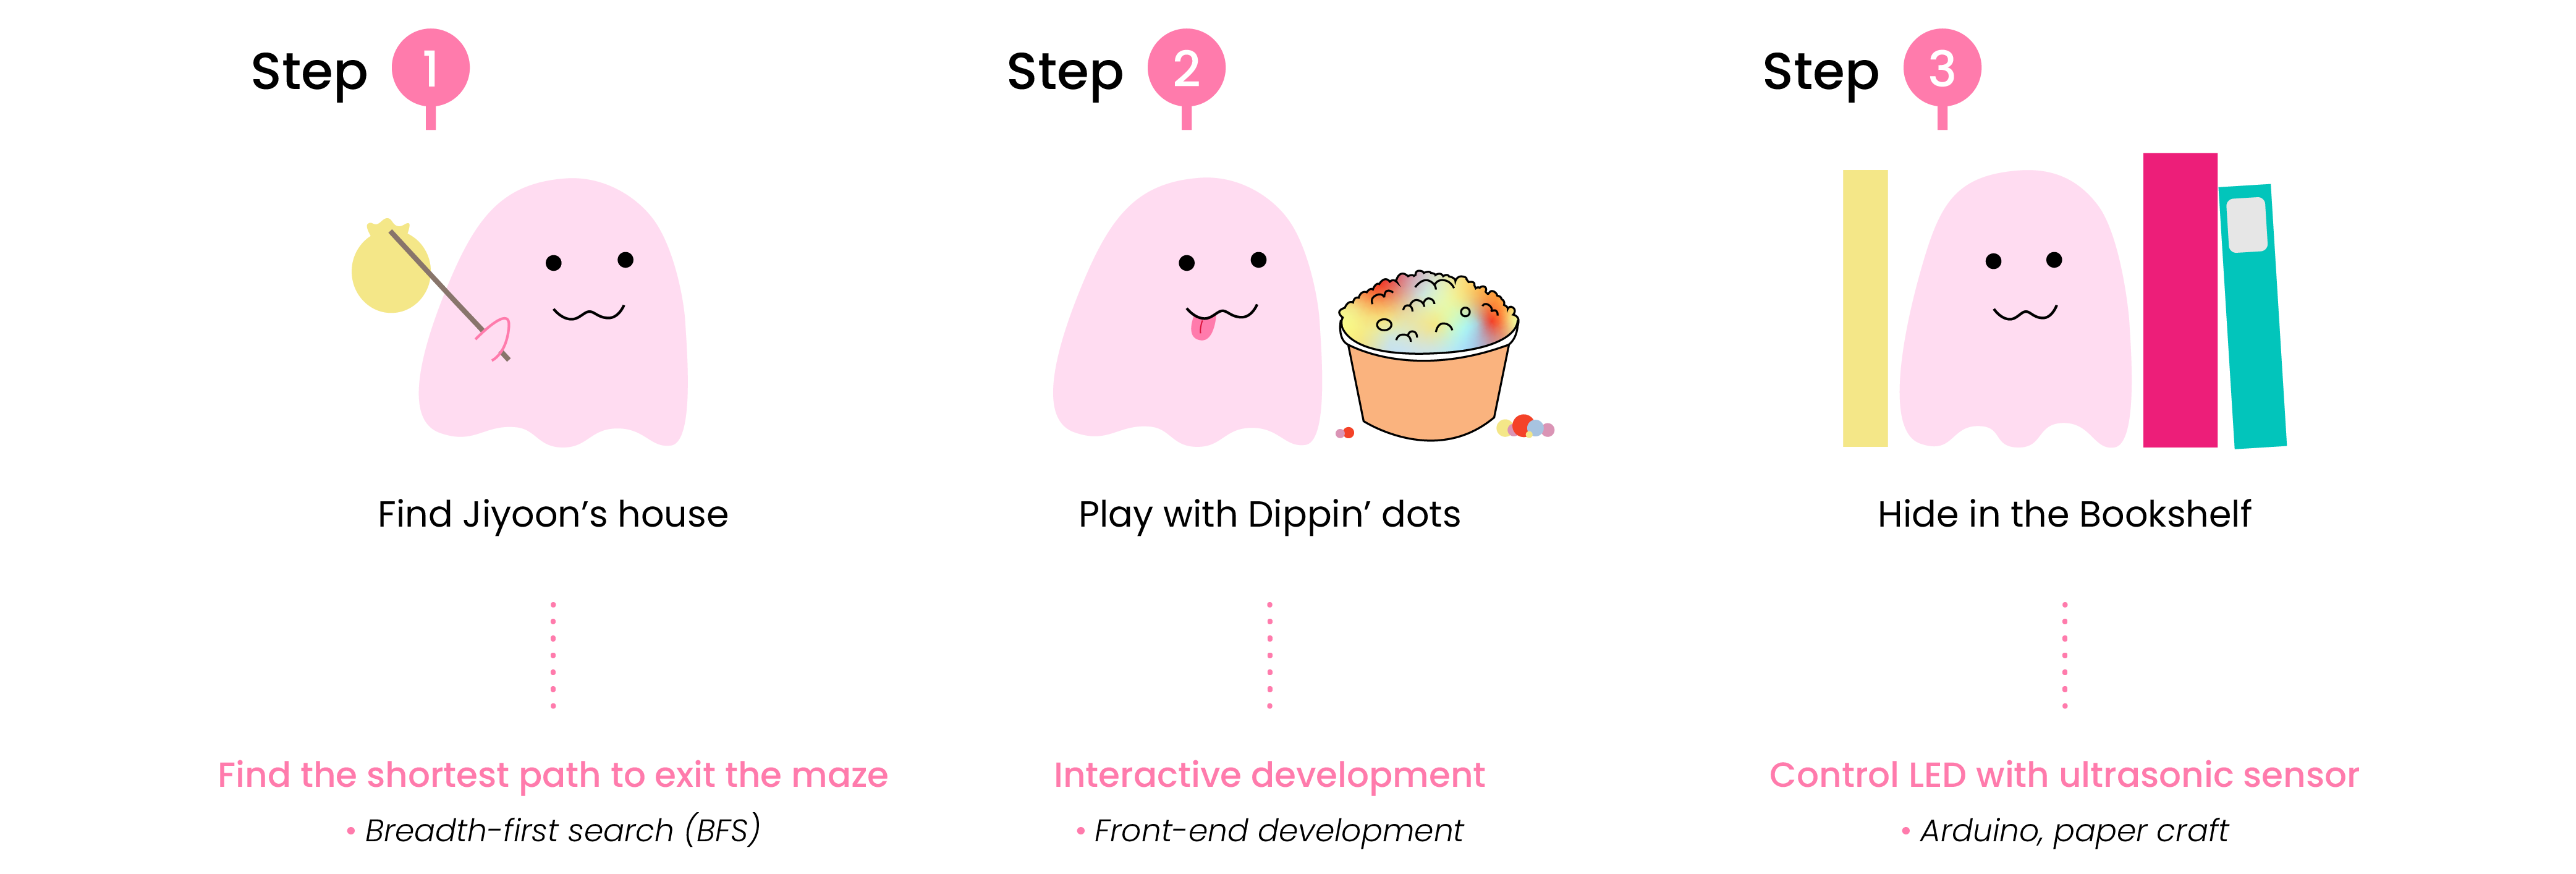 Step 1
Step 2
Step 3
Find Jiyoon’s house
Play with Dippin’ dots
Hide in the Bookshelf
Find the shortest path to exit the maze
• Breadth-first search (BFS)
Interactive development
• Front-end development
Control LED with ultrasonic sensor
• Arduino, paper craft